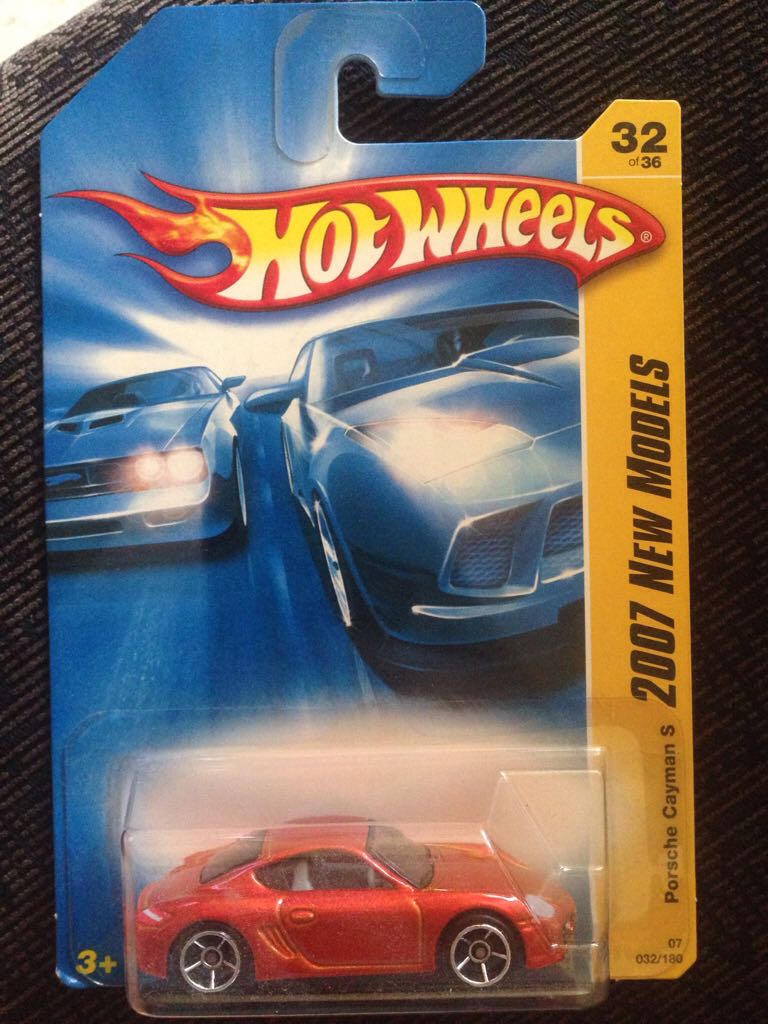 32
of 36
HOT WHEELS ®
2007 NEW MODELS
Porsche Cayman S
3+
07
032/180